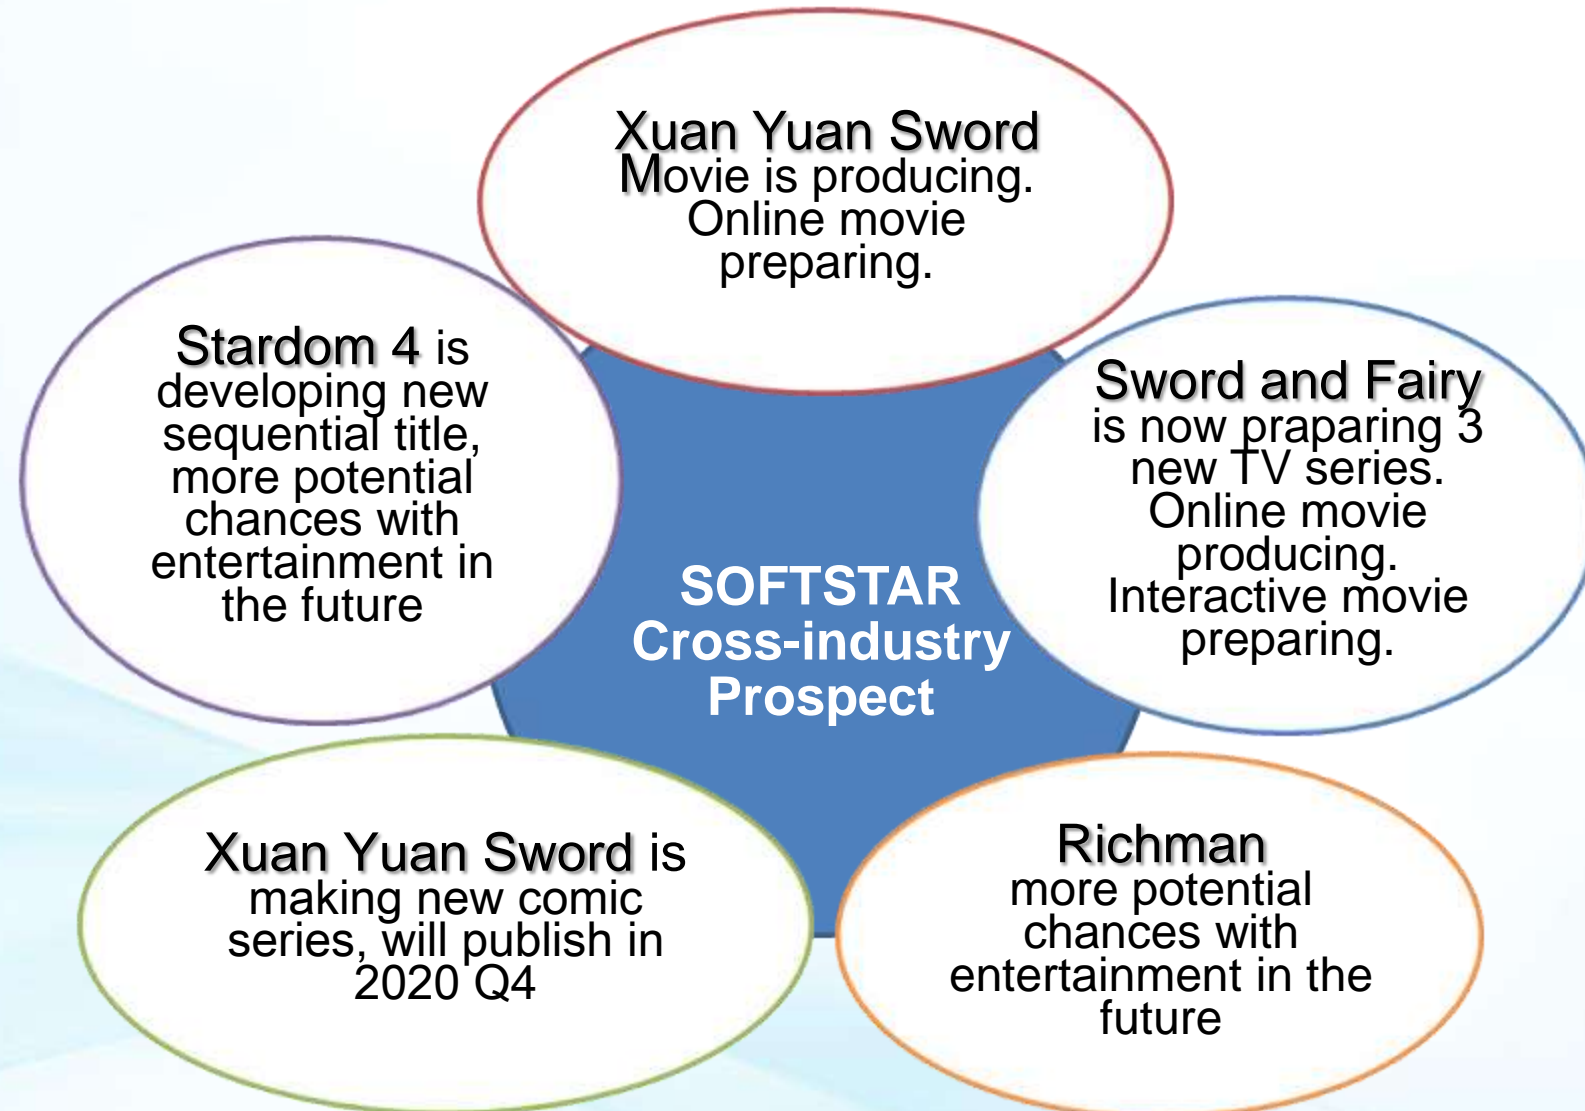 Xuan Yuan Sword
Movie is producing.
Online movie
preparing.
Stardom 4 is
developing new
sequential title,
more potential
chances with
entertainment in
the future
Sword and Fairy
is now praparing 3
new TV series.
Online movie
producing.
Interactive movie
preparing.
SOFTSTAR
Cross-industry
Prospect
Xuan Yuan Sword is
making new comic
series, will publish in
2020 Q4
Richman
more potential
chances with
entertainment in the
future